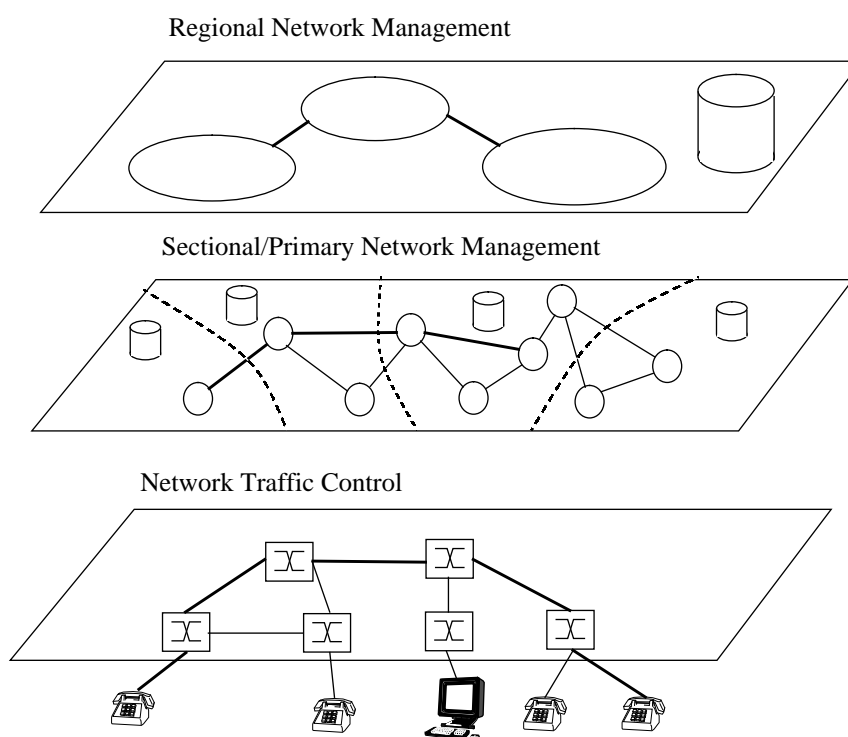 Regional Network Management
Sectional/Primary Network Management
Network Traffic Control